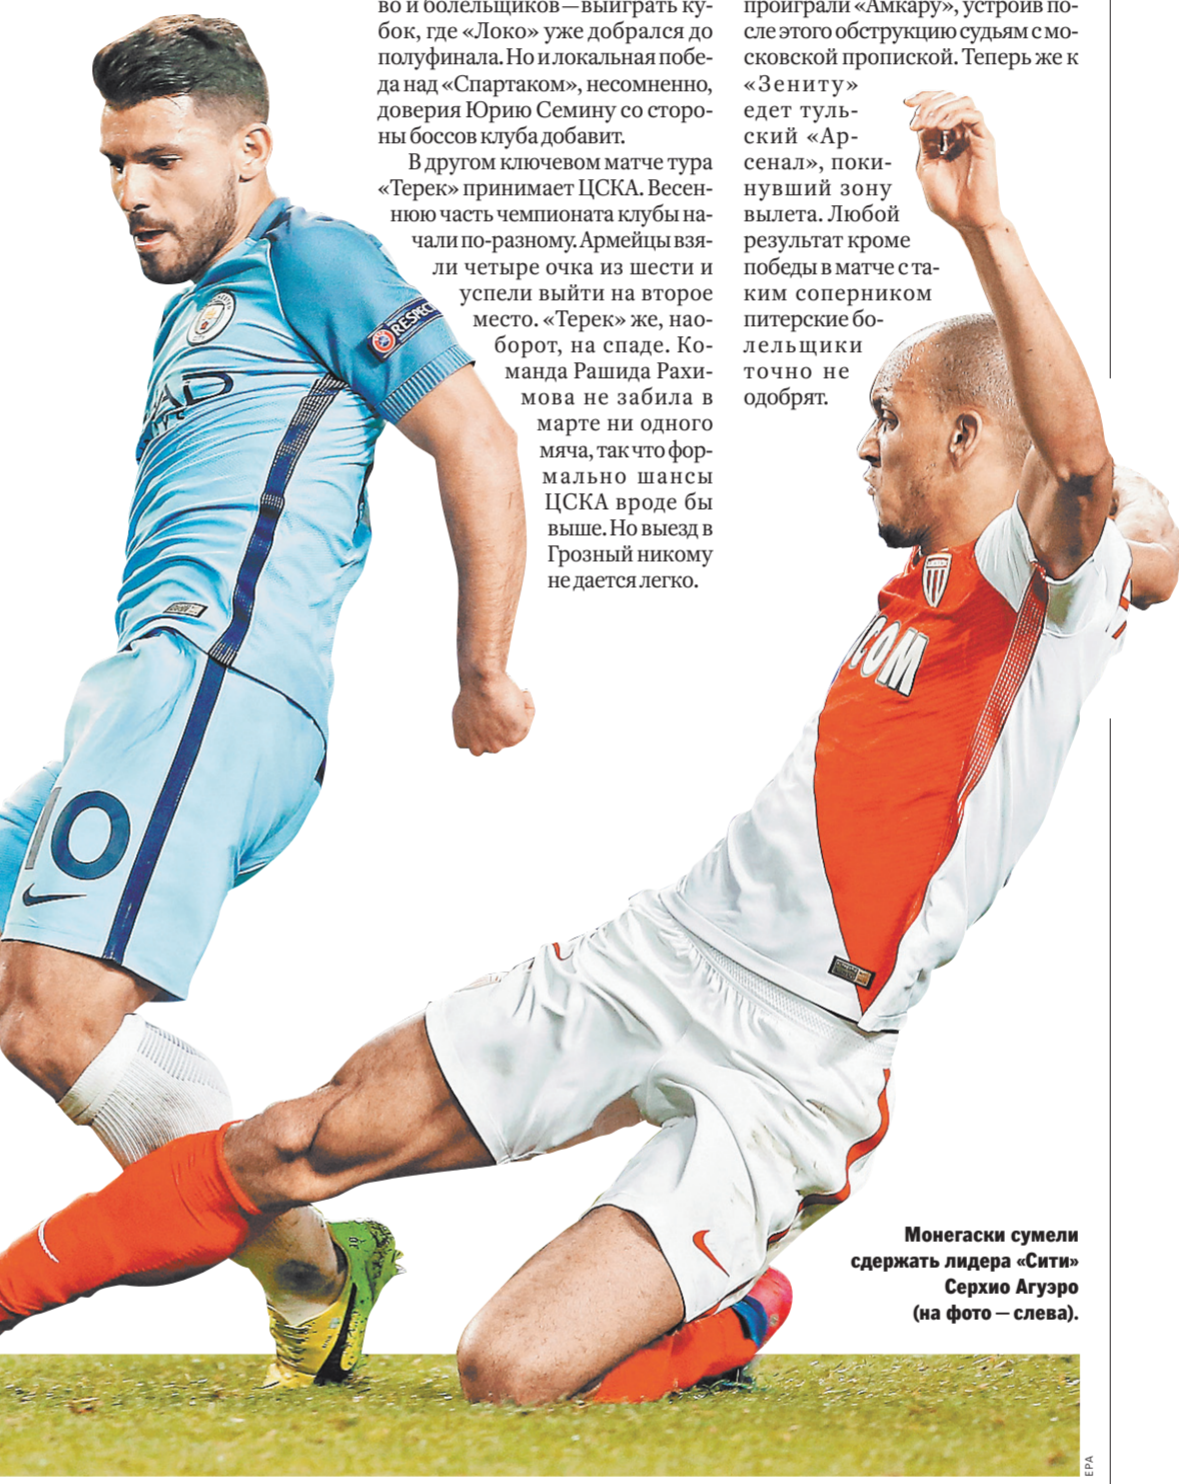 во и болельщиков — выиграть ку-
бок, где «Локо» уже добрался до
полуфинала. Но и локальная побе-
да над «Спартаком», несомненно,
доверия Юрию Семину со сторо-
ны боссов клуба добавит.
В другом ключевом матче тура
«Терек» принимает ЦСКА. Весен-
нюю часть чемпионата клубы на-
чали по-разному. Армейцы взя-
ли четыре очка из шести и
успели выйти на второе
место. «Терек» же, нао-
борот, на спаде. Ко-
манда Рашида Рахи-
мова не забила в
марте ни одного
мяча, так что фор-
мально шансы
ЦСКА вроде бы
выше. Но выезд в
Грозный никому
не дается легко.
проиграли «Амкару», устроив по-
сле этого обструкцию судьям с мо-
сковской пропиской. Теперь же к
«Зениту»
едет туль-
ский «Ар-
сенал», поки-
нувший зону
вылета. Любой
результат кроме
победы в матче с та-
ким соперником
питерские бо-
лельщики
точно не
одобрят.
RESPECT
10
COM
Монегаски сумели
сдержать лидера «Сити»
Серхио Агуэро
(на фото — слева).
EPA